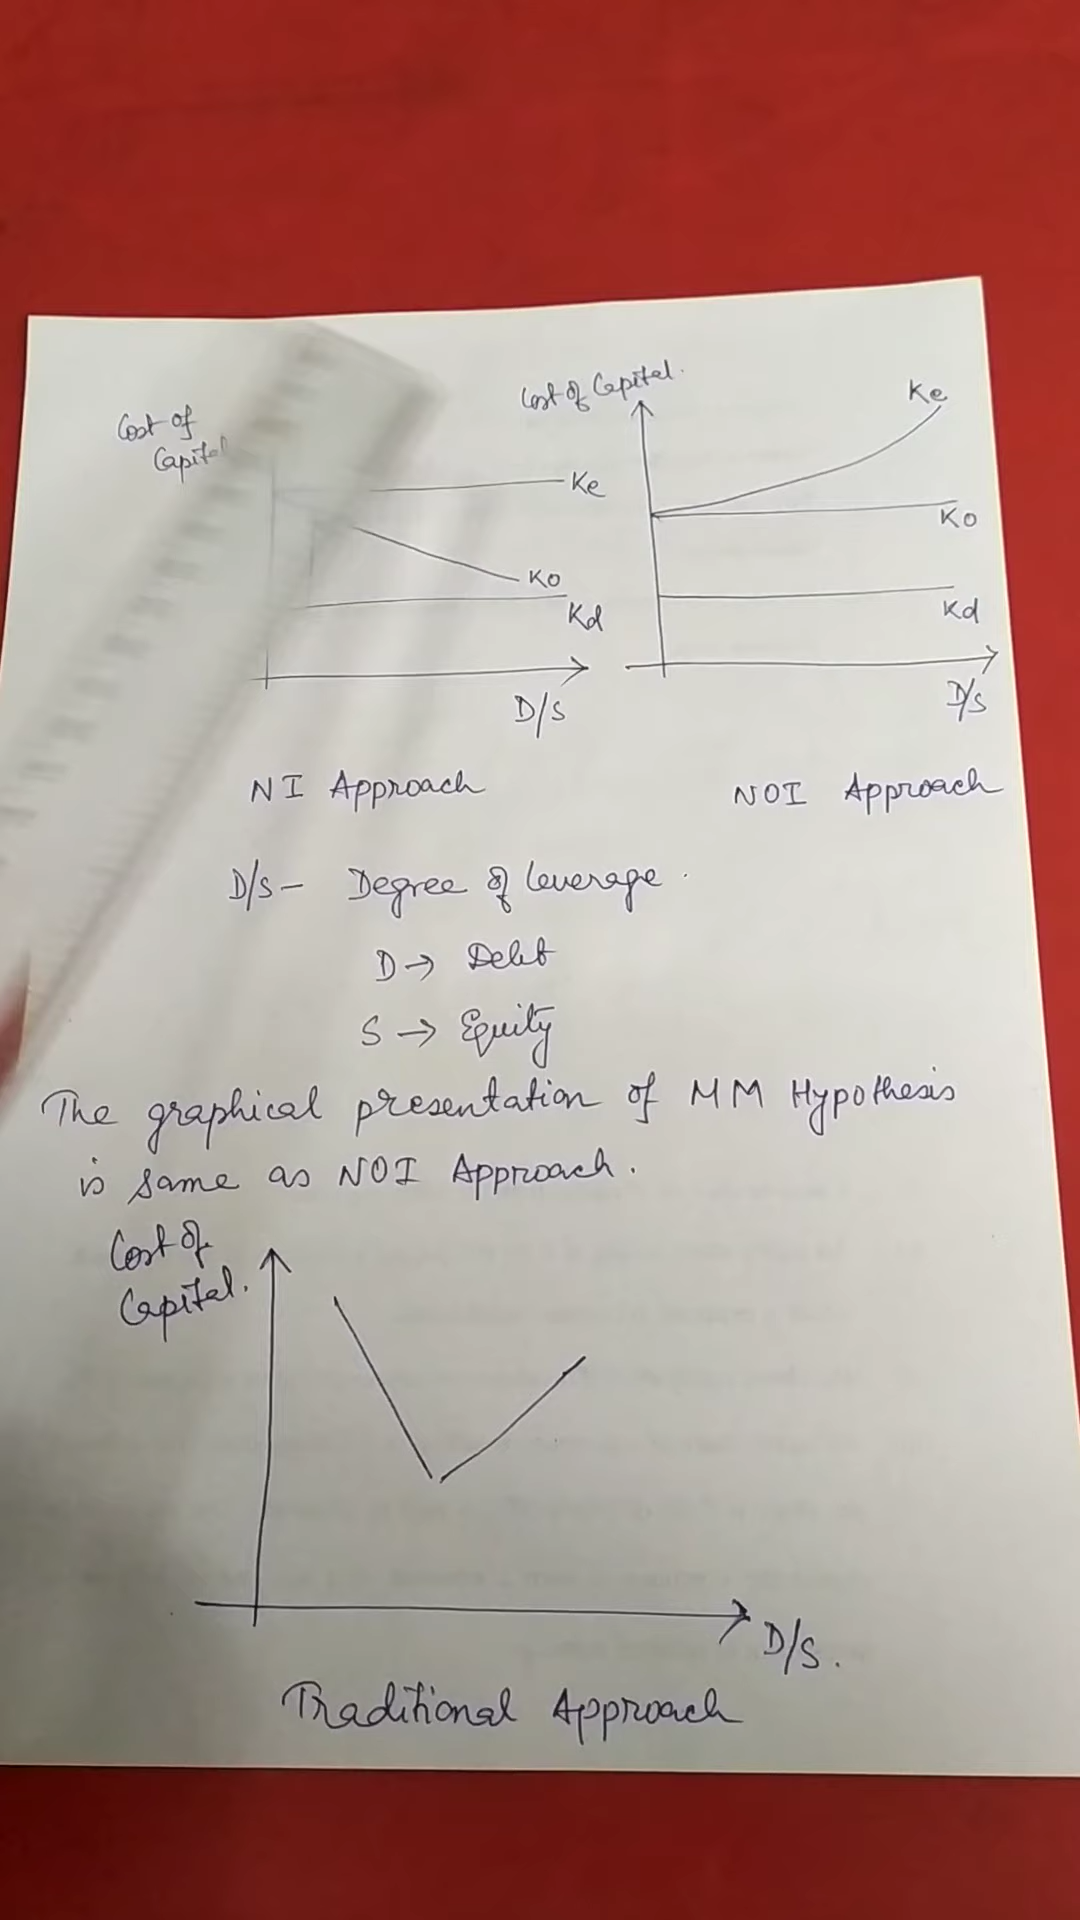 Cost of
Capital
Ke
Ko
Kd
D/S
NI Approach
Cost of Capital.
Ke
Ko
Kd
D/S
NOI Approach
D/S - Degree of leverage.
D → Debt
S → Equity
The graphical presentation of MM Hypothesis
is same as NOI Approach.
Cost of
Capital.
D/S.
Traditional Approach